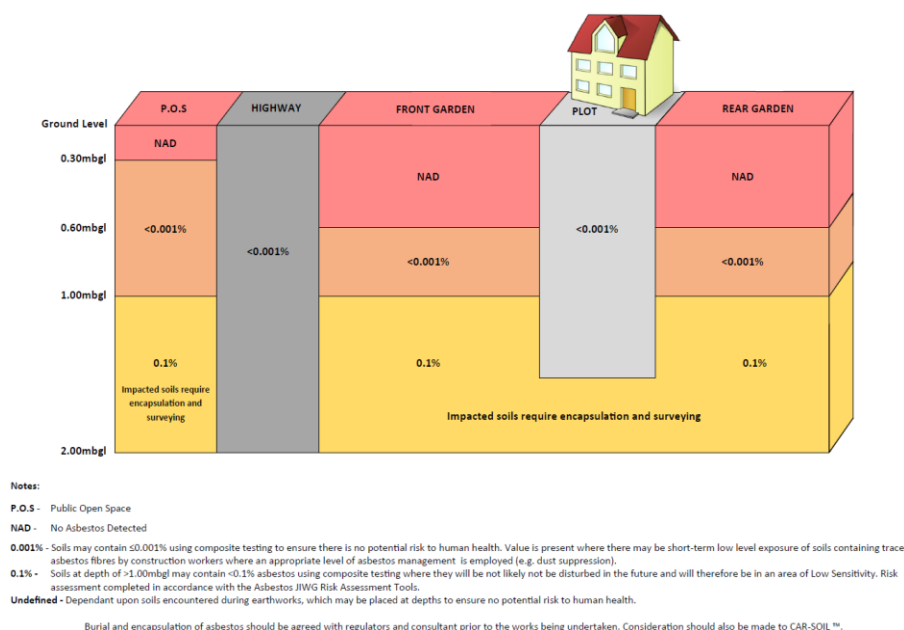 P.O.S
HIGHWAY
FRONT GARDEN
PLOT
REAR GARDEN
Ground Level
NAD
0.30mbgl
NAD
NAD
0.60mbgl
<0.001%
<0.001%
<0.001%
<0.001%
<0.001%
1.00mbgl
0.1%
0.1%
0.1%
Impacted soils require
encapsulation and
surveying
Impacted soils require encapsulation and surveying
2.00mbgl
Notes:
P.O.S - Public Open Space
NAD - No Asbestos Detected
0.001% - Soils may contain ≤0.001% using composite testing to ensure there is no potential risk to human health. Value is present where there may be short-term low level exposure of soils containing trace
asbestos fibres by construction workers where an appropriate level of asbestos management is employed (e.g. dust suppression).
0.1% - Soils at depth of >1.00mbgl may contain <0.1% asbestos using composite testing where they will be not likely not be disturbed in the future and will therefore be in an area of Low Sensitivity. Risk
assessment completed in accordance with the Asbestos JIWG Risk Assessment Tools.
Undefined - Dependant upon soils encountered during earthworks, which may be placed at depths to ensure no potential risk to human health.
Burial and encapsulation of asbestos should be agreed with regulators and consultant prior to the works being undertaken. Consideration should also be made to CAR-SOIL ™.